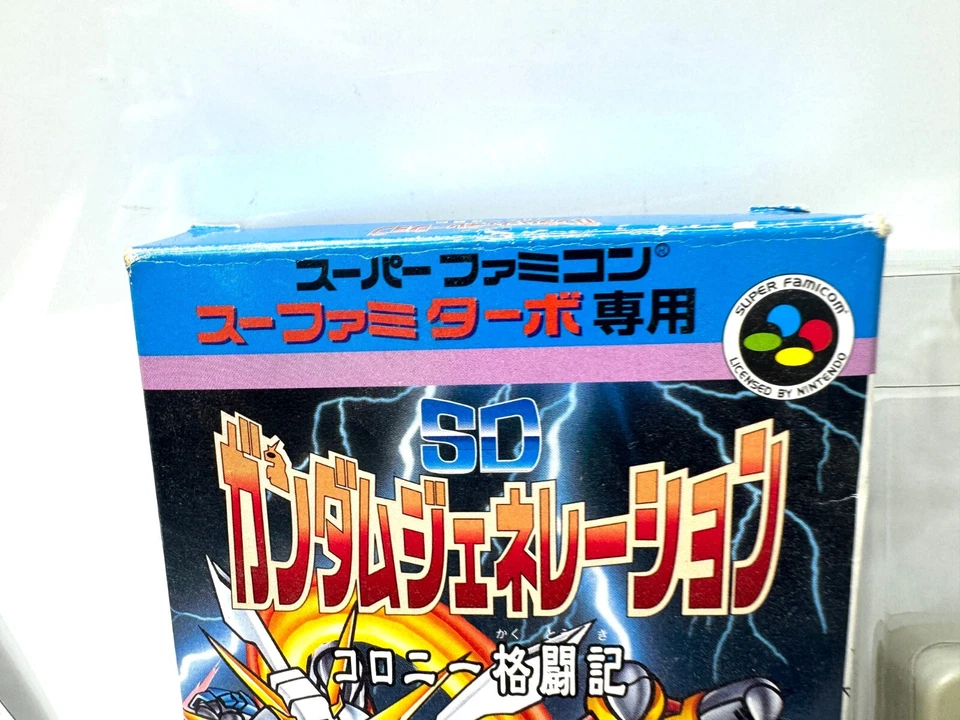 スーパーファミコン®
スーファミターボ専用
SUPER FAMICOM
LICENSED BY NINTENDO
SD
ガンダムジェネレーション
かくとうき
コロニー格闘記